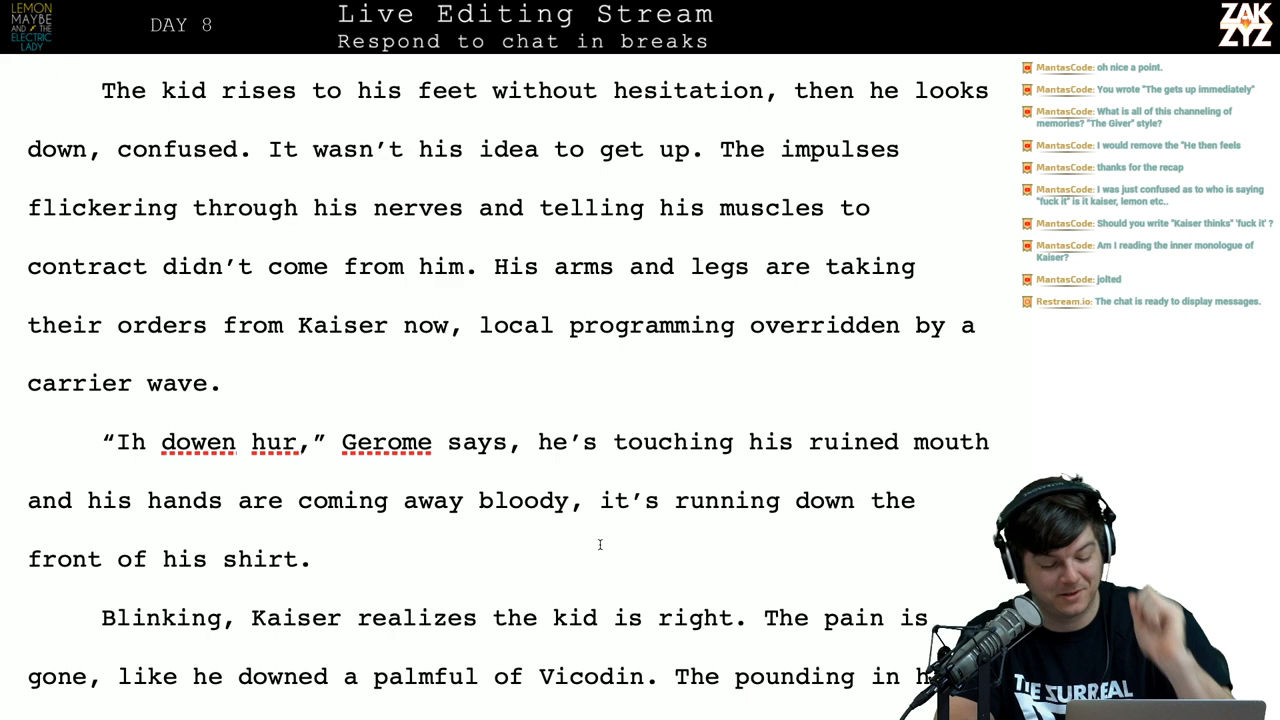 LEMON
MAYBE
AND THE
ELECTRIC
LADY
DAY 8
Live Editing Stream
Respond to chat in breaks
ZAK
ZYZ
The kid rises to his feet without hesitation, then he looks
down, confused. It wasn’t his idea to get up. The impulses
flickering through his nerves and telling his muscles to
contract didn’t come from him. His arms and legs are taking
their orders from Kaiser now, local programming overridden by a
carrier wave.
“Ih dowen hur,” Gerome says, he’s touching his ruined mouth
and his hands are coming away bloody, it’s running down the
front of his shirt.
Blinking, Kaiser realizes the kid is right. The pain is
gone, like he downed a palmful of Vicodin. The pounding in
MantasCode: oh nice a point.
MantasCode: You wrote "The gets up immediately"
MantasCode: What is all of this channeling of
memories? "The Giver" style?
MantasCode: I would remove the "He then feels
MantasCode: thanks for the recap
MantasCode: I was just confused as to who is saying
"fuck it" is it kaiser, lemon etc..
MantasCode: Should you write "Kaiser thinks" 'fuck it' ?
MantasCode: Am I reading the inner monologue of
Kaiser?
MantasCode: jolted
Restream.io: The chat is ready to display messages.
THE SURREAL